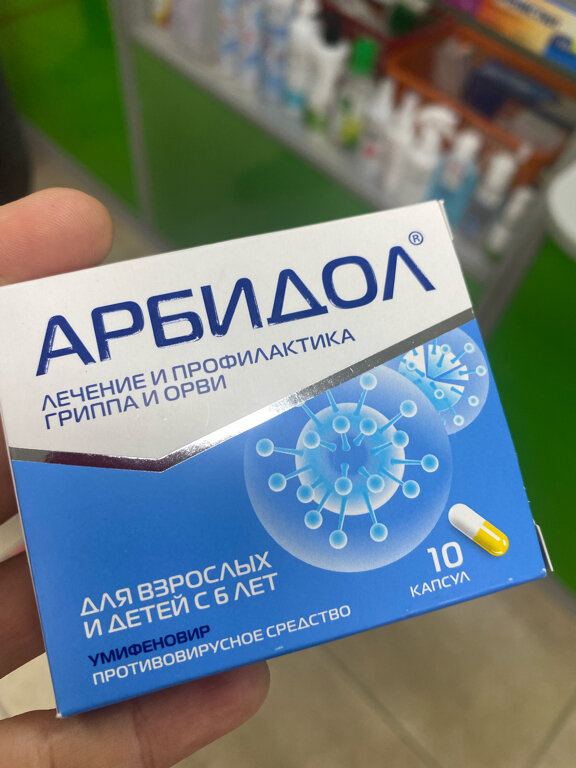 АРБИДОЛ®
ЛЕЧЕНИЕ И ПРОФИЛАКТИКА
ГРИППА И ОРВИ
ДЛЯ ВЗРОСЛЫХ
И ДЕТЕЙ С 6 ЛЕТ
10
КАПСУЛ
УМИФЕНОВИР
ПРОТИВОВИРУСНОЕ СРЕДСТВО